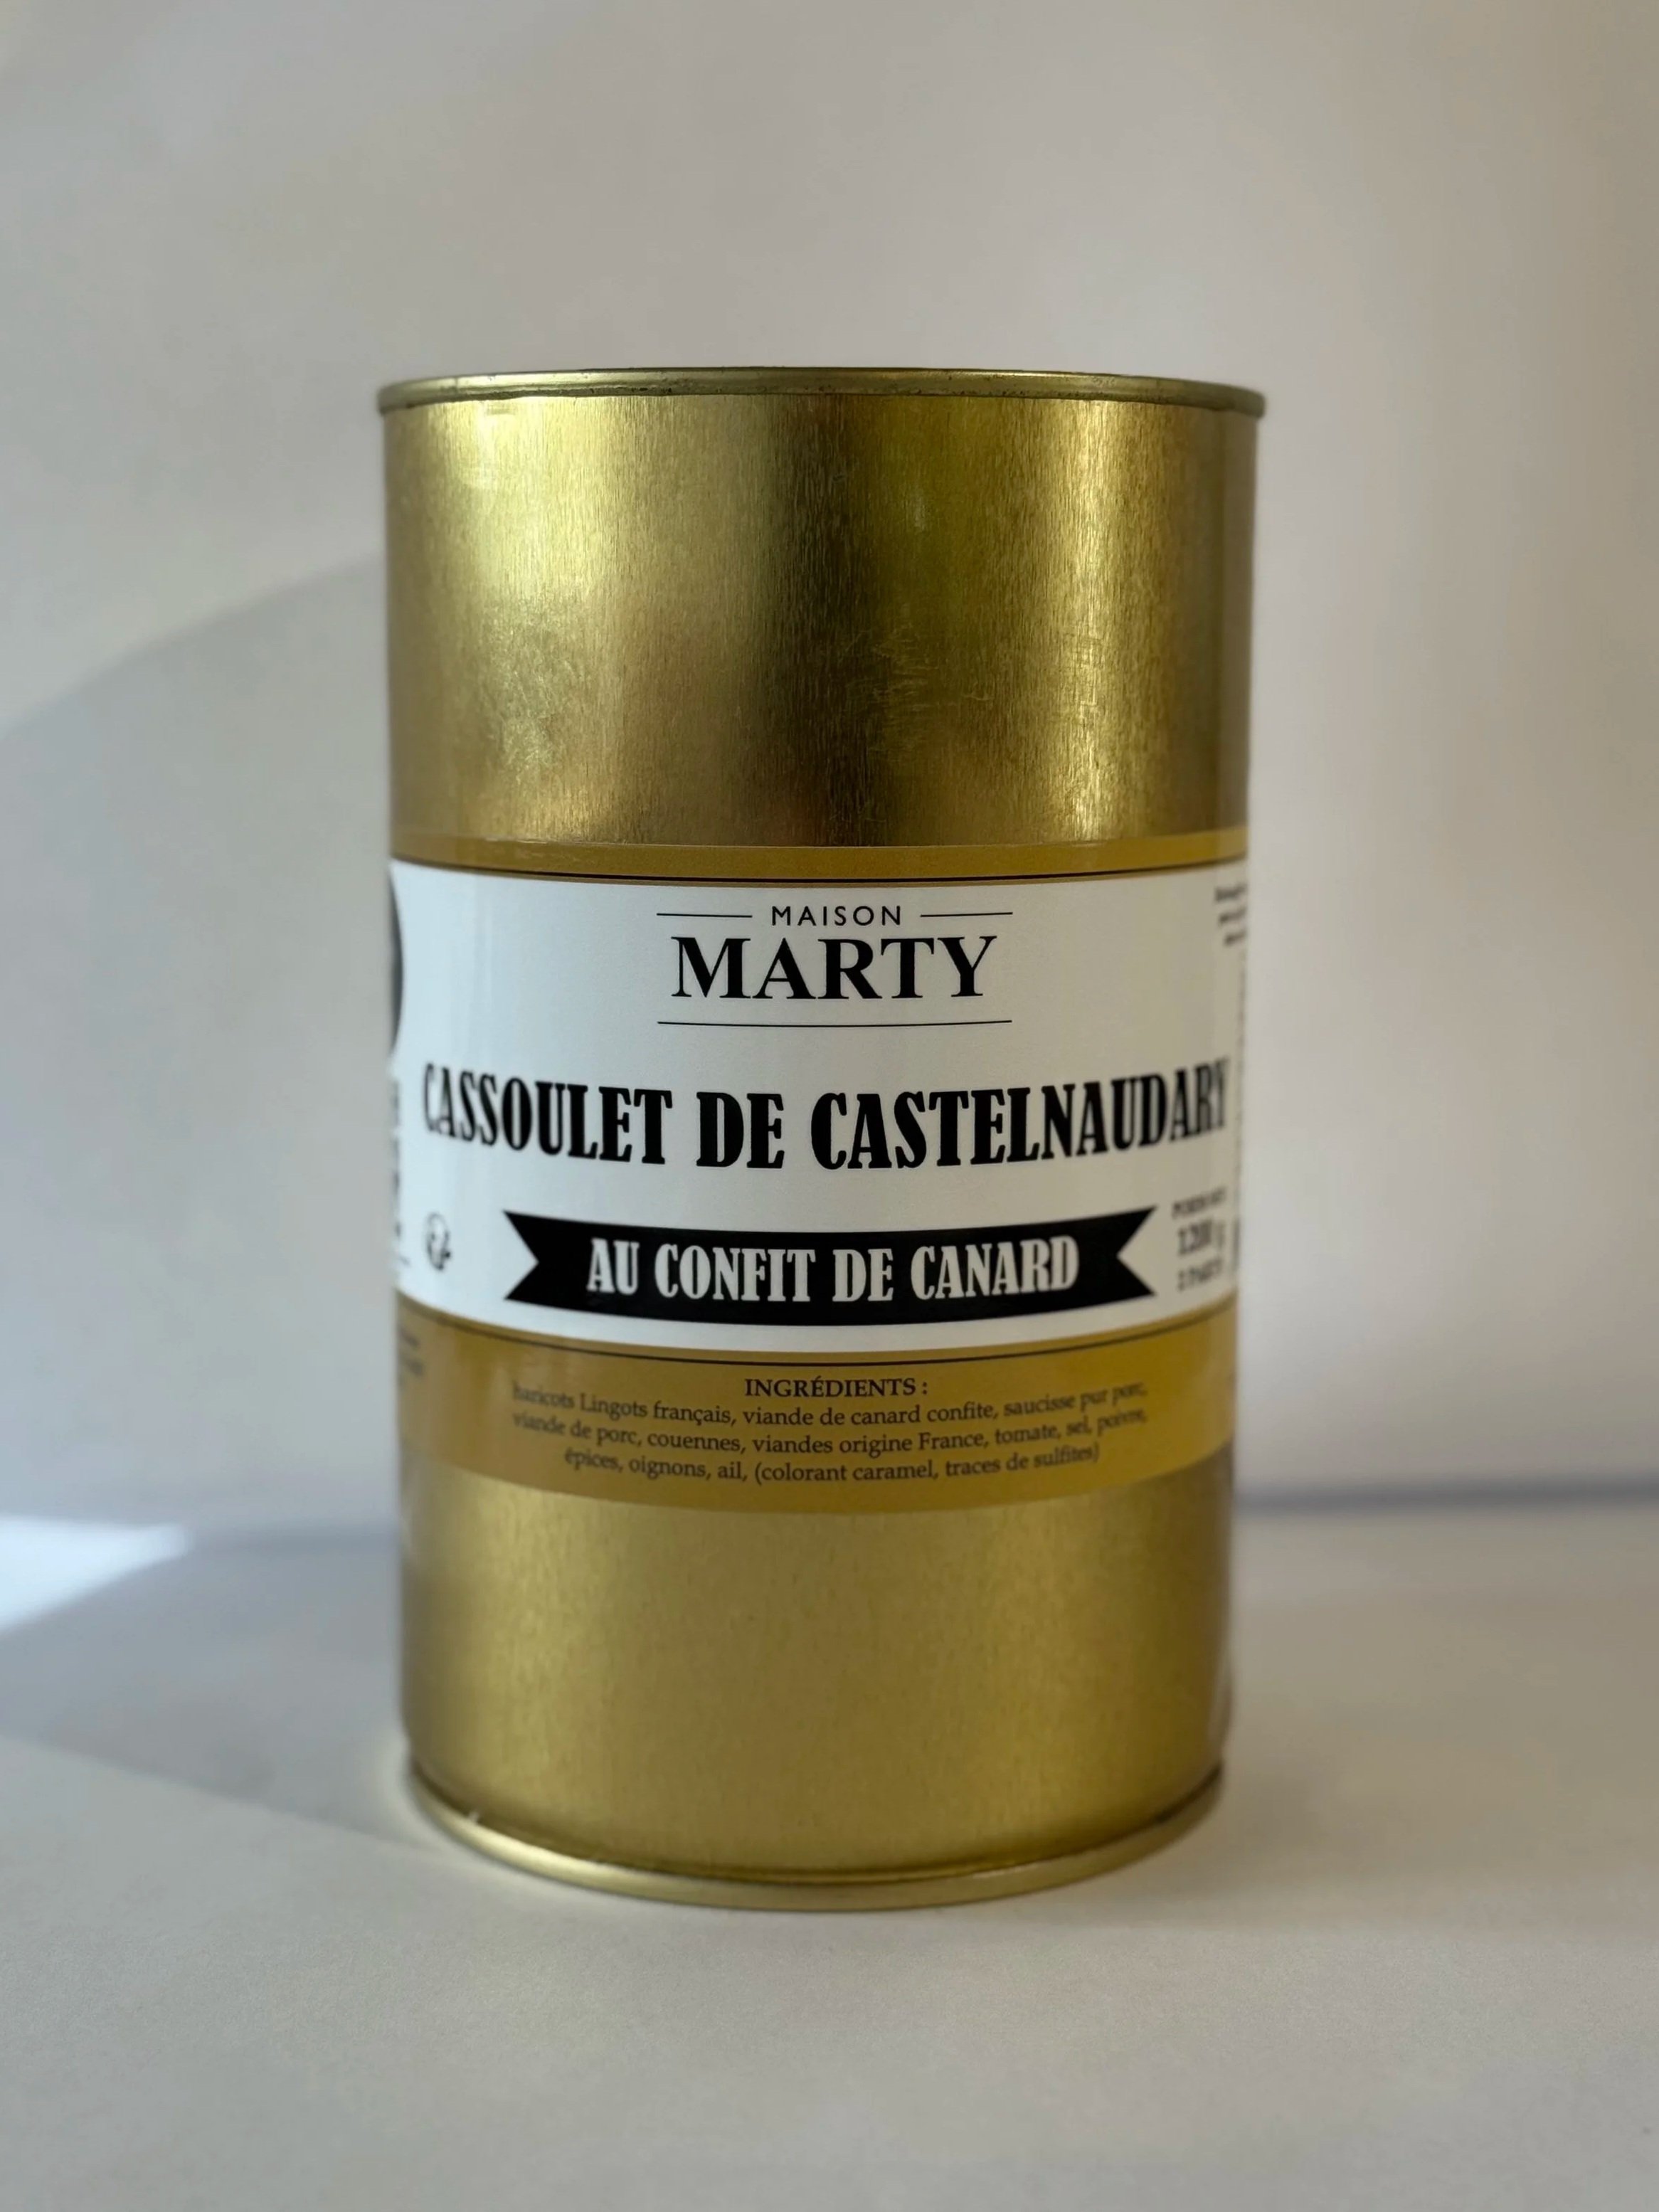 MAISON
MARTY
CASSOULET DE CASTELNAUDARY
AU CONFIT DE CANARD
1200 g
INGRÉDIENTS :
haricots Lingots français, viande de canard confite, saucisse pur porc,
viande de porc, couennes, viandes origine France, tomate, sel, poivre,
épices, oignons, ail, (colorant caramel, traces de sulfites)